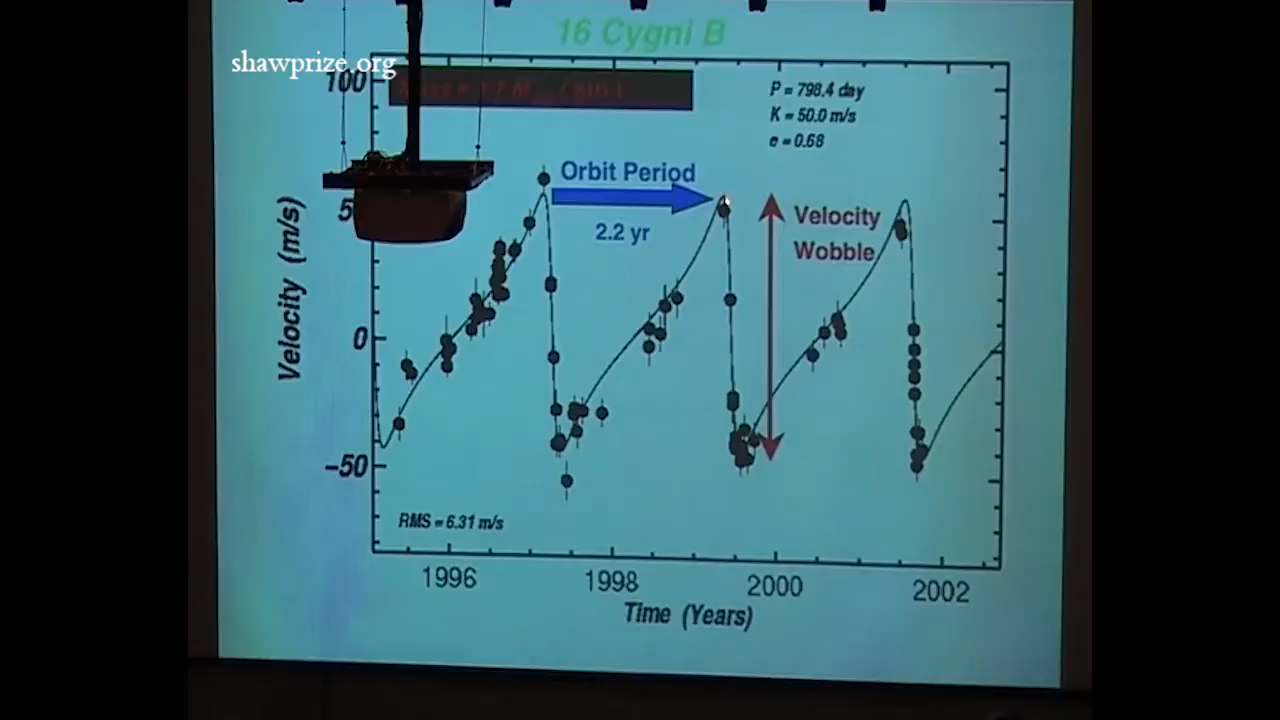 16 Cygni B
shawprize.org
100
P = 798.4 day
K = 50.0 m/s
e = 0.68
Orbit Period
2.2 yr
Velocity
Wobble
Velocity (m/s)
0
−50
RMS = 6.31 m/s
1996 1998 2000 2002
Time (Years)